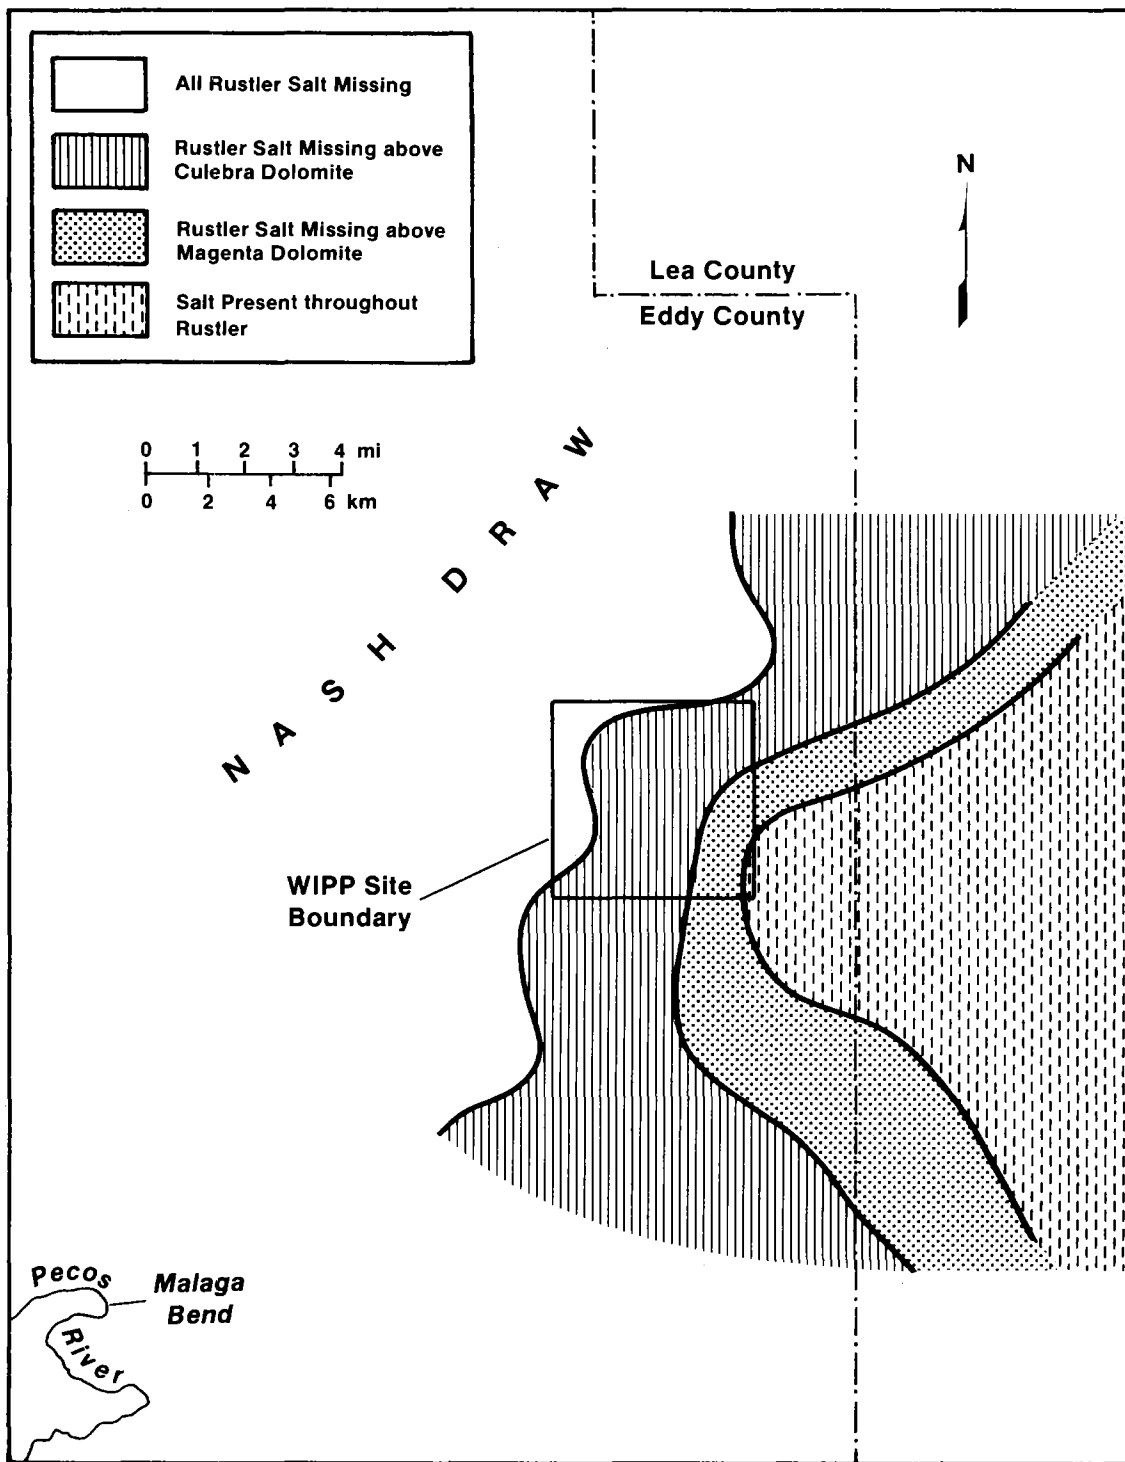 All Rustler Salt Missing
Rustler Salt Missing above
Culebra Dolomite
Rustler Salt Missing above
Magenta Dolomite
Salt Present throughout
Rustler
N
Lea County
Eddy County
0 1 2 3 4 mi
0 2 4 6 km
NASH DRAW
WIPP Site
Boundary
Pecos
River
Malaga
Bend